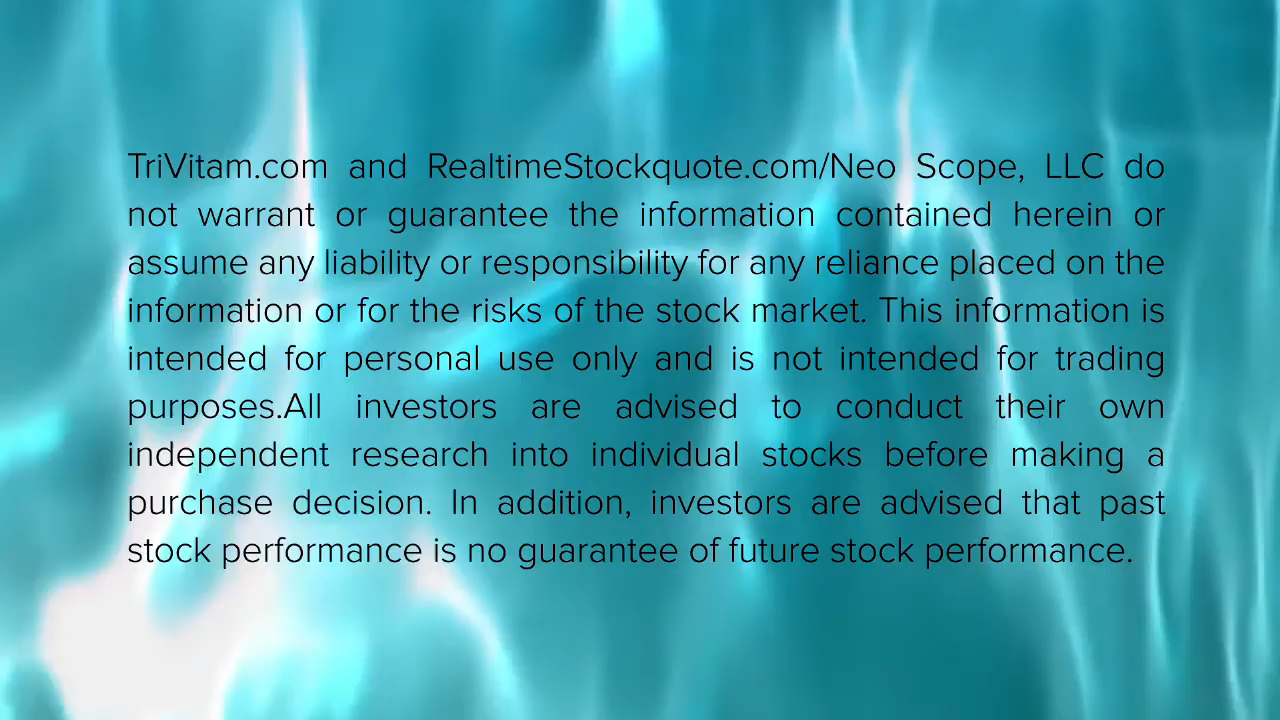 TriVitam.com and RealtimeStockquote.com/Neo Scope, LLC do
not warrant or guarantee the information contained herein or
assume any liability or responsibility for any reliance placed on the
information or for the risks of the stock market. This information is
intended for personal use only and is not intended for trading
purposes.All investors are advised to conduct their own
independent research into individual stocks before making a
purchase decision. In addition, investors are advised that past
stock performance is no guarantee of future stock performance.